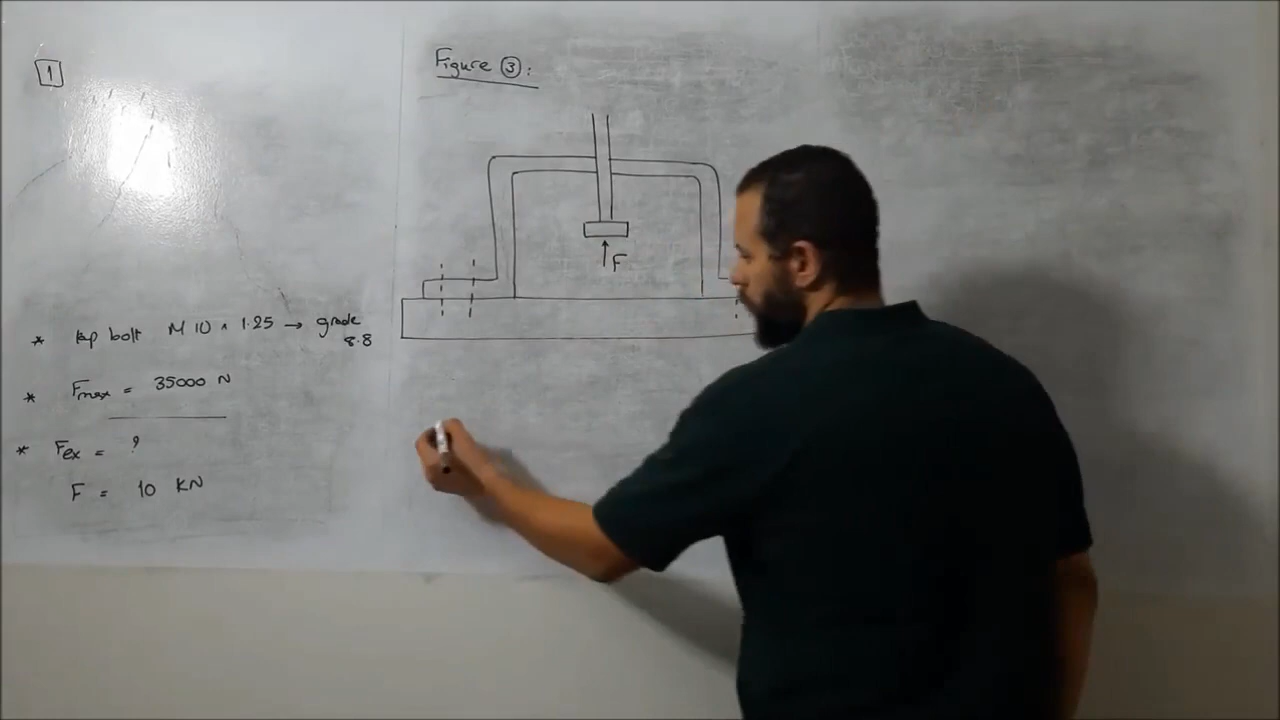 1
Figure ③:
F
* tap bolt M 10 × 1.25 → grade
8.8
* Fmax = 35000 N
* Fex = ?
F = 10 KN